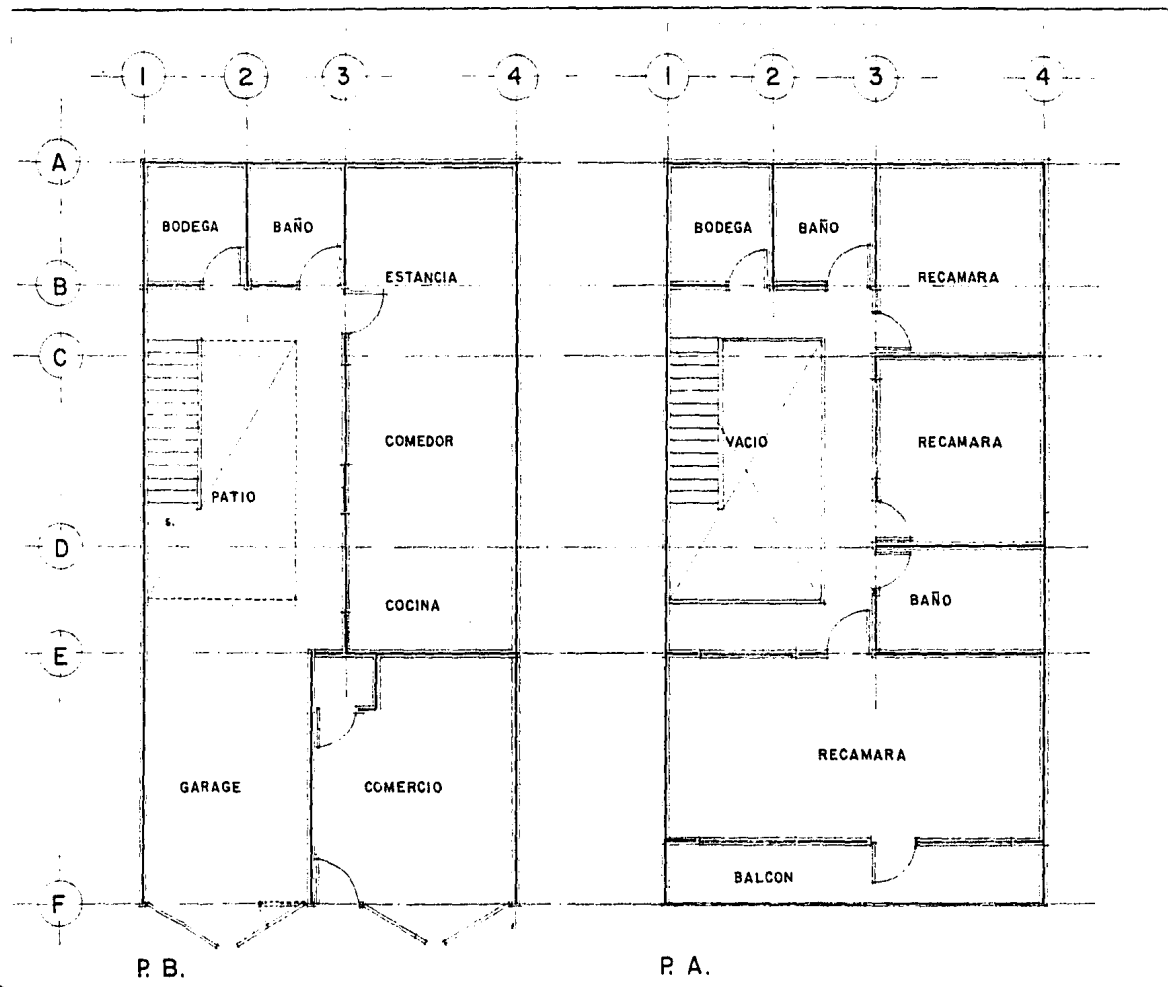 1 2 3 4 1 2 3 4
A
BODEGA BAÑO BODEGA BAÑO
B ESTANCIA RECAMARA
C
COMEDOR VACIO RECAMARA
PATIO
S.
D
COCINA BAÑO
E
RECAMARA
GARAGE COMERCIO
BALCON
F
P. B. P. A.